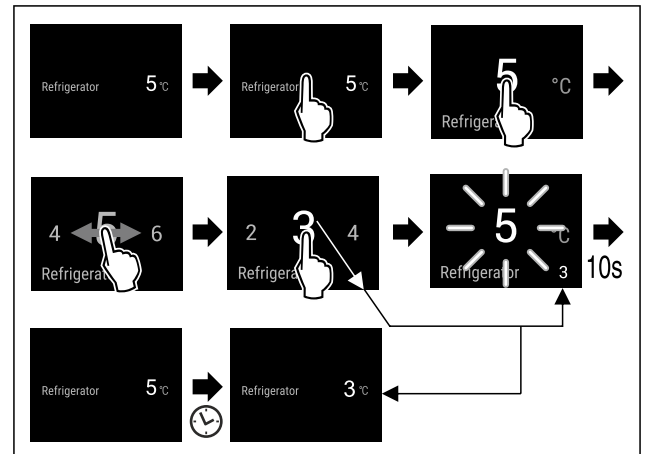 Refrigerator 5 °C
Refrigerator 5 °C
5 °C
Refriger
4 5 6
Refrigerat
2 3 4
Refrigera
5 °C
Refrigerator 3
10s
Refrigerator 5 °C
Refrigerator 3 °C